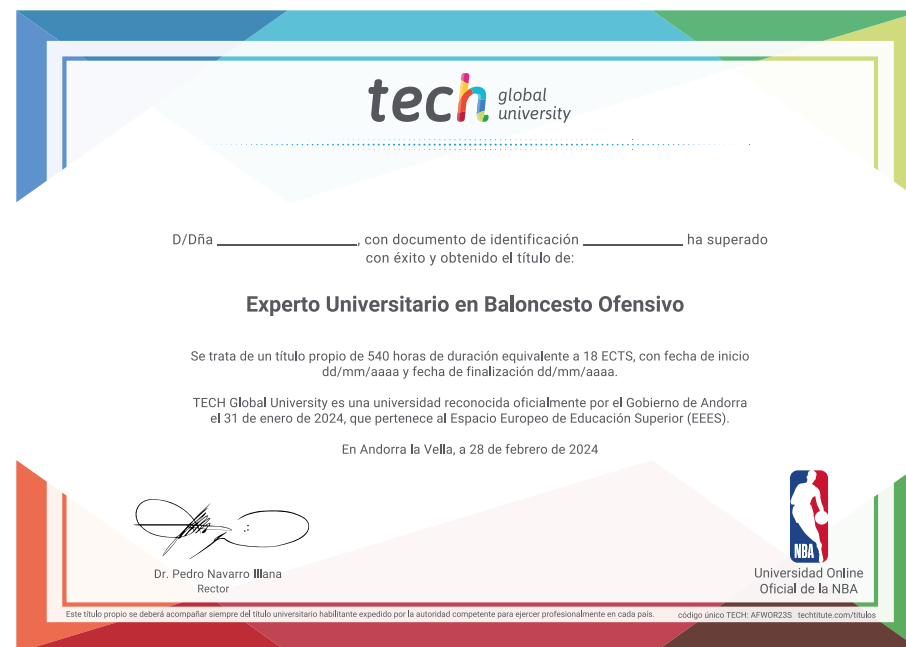 tech global university
D/Dña ____________________, con documento de identificación ______________ ha superado
con éxito y obtenido el título de:
Experto Universitario en Baloncesto Ofensivo
Se trata de un título propio de 540 horas de duración equivalente a 18 ECTS, con fecha de inicio
dd/mm/aaaa y fecha de finalización dd/mm/aaaa.
TECH Global University es una universidad reconocida oficialmente por el Gobierno de Andorra
el 31 de enero de 2024, que pertenece al Espacio Europeo de Educación Superior (EEES).
En Andorra la Vella, a 28 de febrero de 2024
Dr. Pedro Navarro Illana
Rector
NBA
Universidad Online
Oficial de la NBA
Este título propio se deberá acompañar siempre del título universitario habilitante expedido por la autoridad competente para ejercer profesionalmente en cada país.
código único TECH: AFWOR23S techtitute.com/titulos